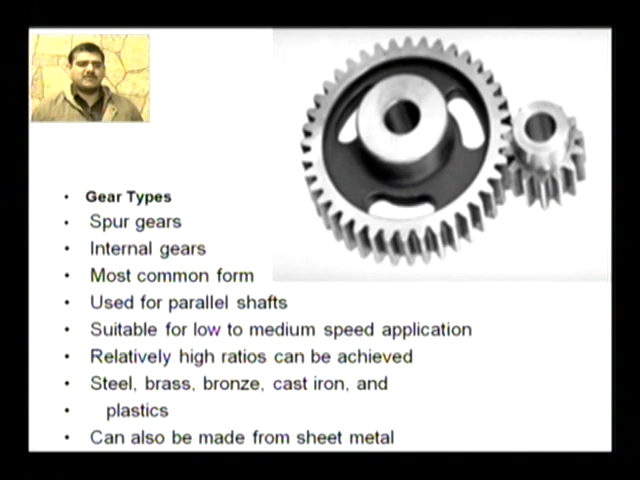 • Gear Types
• Spur gears
• Internal gears
• Most common form
• Used for parallel shafts
• Suitable for low to medium speed application
• Relatively high ratios can be achieved
• Steel, brass, bronze, cast iron, and
• plastics
• Can also be made from sheet metal